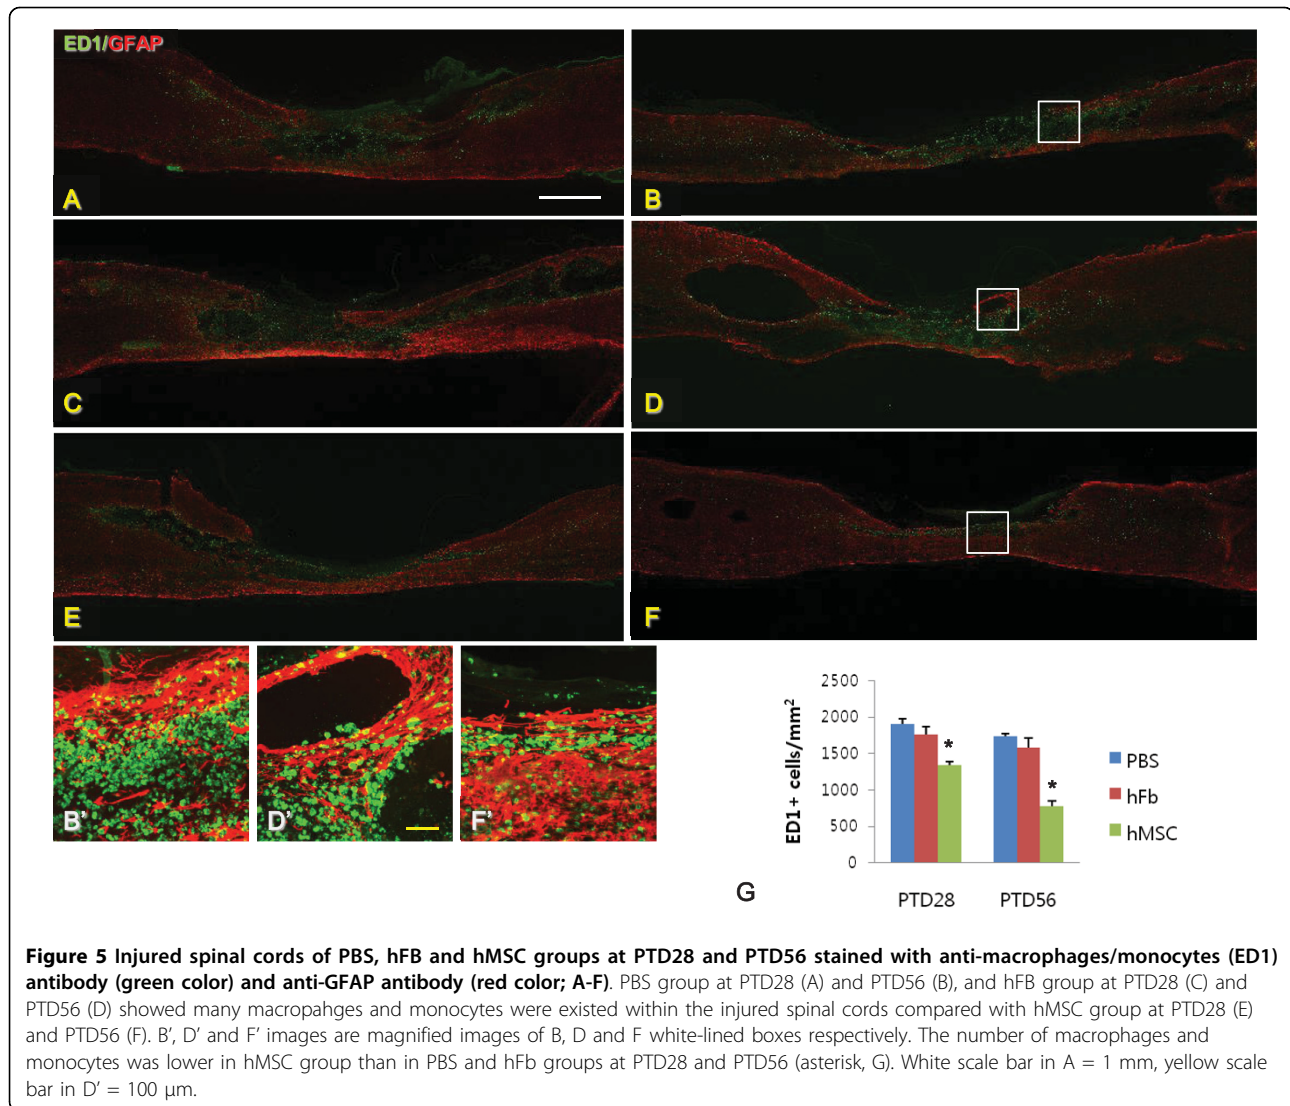 ED1/GFAP
A
B
C
D
E
F
B’
D’
F’
2500
2000
1500
1000
500
0
ED1+ cells/mm²
*
*
PTD28
PTD56
PBS
hFb
hMSC
G
Figure 5 Injured spinal cords of PBS, hFB and hMSC groups at PTD28 and PTD56 stained with anti-macrophages/monocytes (ED1)
antibody (green color) and anti-GFAP antibody (red color; A-F). PBS group at PTD28 (A) and PTD56 (B), and hFB group at PTD28 (C) and
PTD56 (D) showed many macropahges and monocytes were existed within the injured spinal cords compared with hMSC group at PTD28 (E)
and PTD56 (F). B’, D’ and F’ images are magnified images of B, D and F white-lined boxes respectively. The number of macrophages and
monocytes was lower in hMSC group than in PBS and hFb groups at PTD28 and PTD56 (asterisk, G). White scale bar in A = 1 mm, yellow scale
bar in D’ = 100 μm.